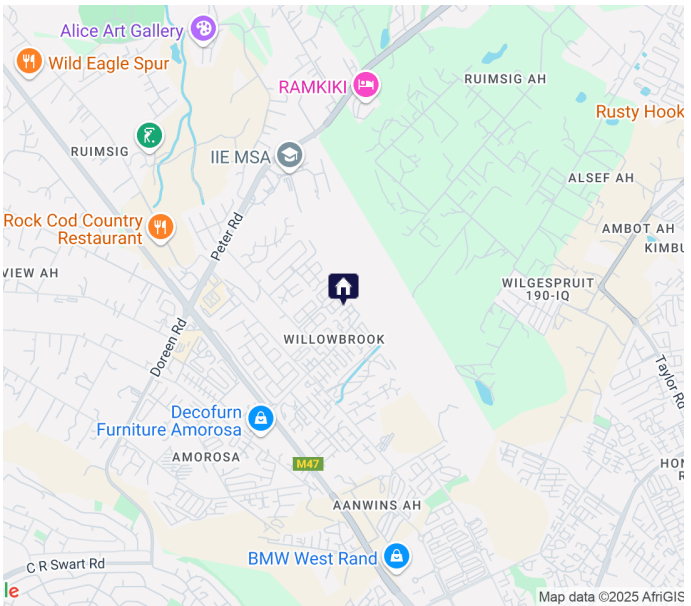 Alice Art Gallery
Wild Eagle Spur
RAMKIKI
RUIMSIG AH
Rusty Hook
RUIMSIG
IIE MSA
ALSEF AH
Rock Cod Country
Restaurant
Peter Rd
AMBOT AH
KIMBU
VIEW AH
WILGESPRUIT
190-IQ
Doreen Rd
WILLOWBROOK
Taylor Rd
Decofurn
Furniture Amorosa
AMOROSA
M47
HON
R
AANWINS AH
BMW West Rand
C R Swart Rd
le
Map data ©2025 AfriGIS